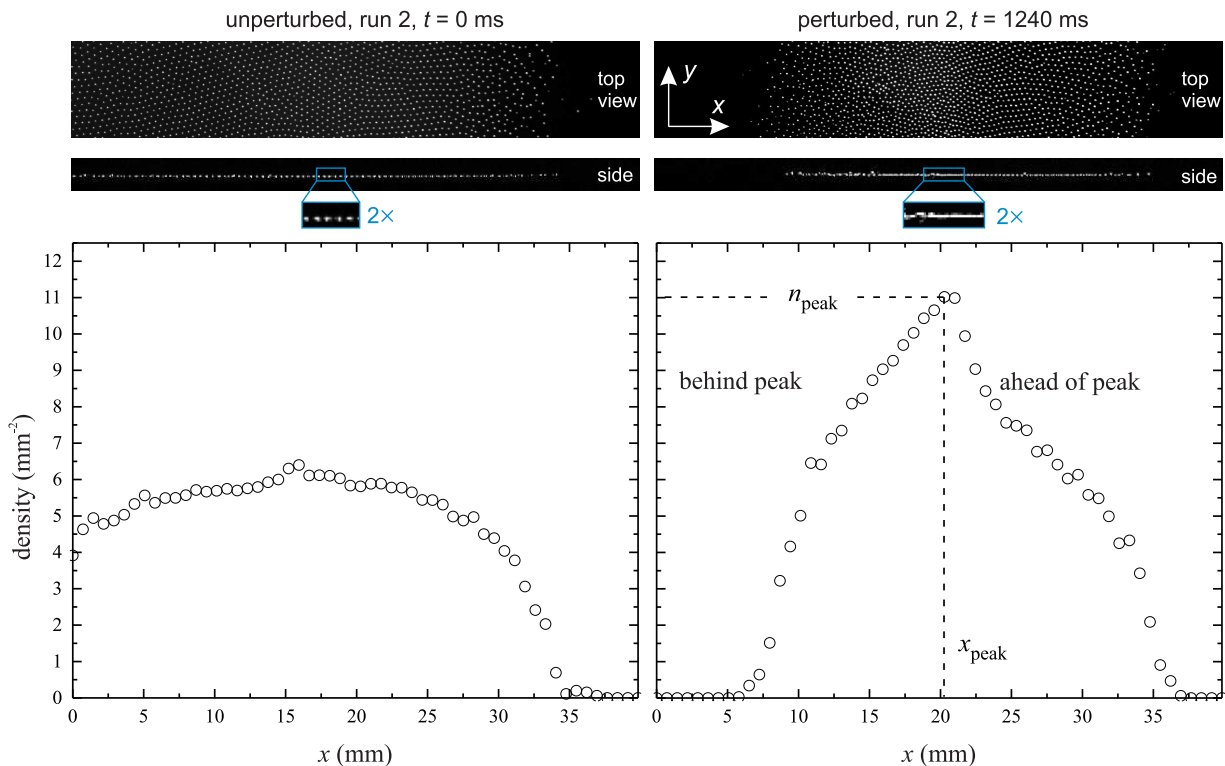 unperturbed, run 2, t = 0 ms
top
view
side
2×
12
11
10
9
8
7
6
5
4
3
2
1
0
density (mm⁻²)
0 5 10 15 20 25 30 35
x (mm)
perturbed, run 2, t = 1240 ms
y
x
top
view
side
2×
n peak
behind peak
ahead of peak
x peak
0 5 10 15 20 25 30 35
x (mm)